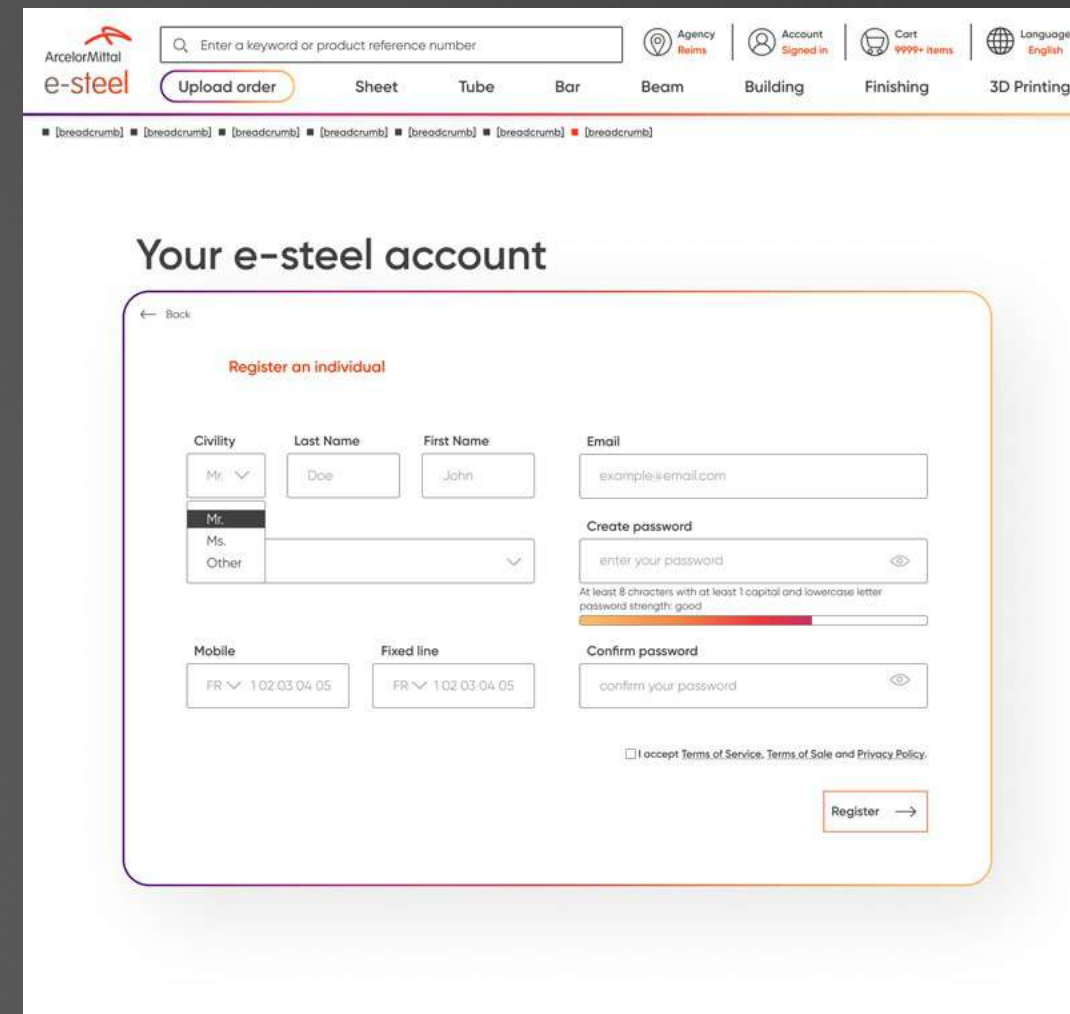 ArcelorMittal
e-steel
Enter a keyword or product reference number
Agency
Reims
Account
Signed in
Cart
9999+ items
Language
English
Upload order Sheet Tube Bar Beam Building Finishing 3D Printing
[breadcrumb] [breadcrumb] [breadcrumb] [breadcrumb] [breadcrumb] [breadcrumb] [breadcrumb]
Your e-steel account
← Back
Register an individual
Civility Last Name First Name
Mr. Doe John
Mr.
Ms.
Other
Mobile Fixed line
FR 1 02 03 04 05 FR 1 02 03 04 05
Email
example@email.com
Create password
enter your password
At least 8 chracters with at least 1 capital and lowercase letter
password strength: good
Confirm password
confirm your password
I accept Terms of Service, Terms of Sale and Privacy Policy.
Register →